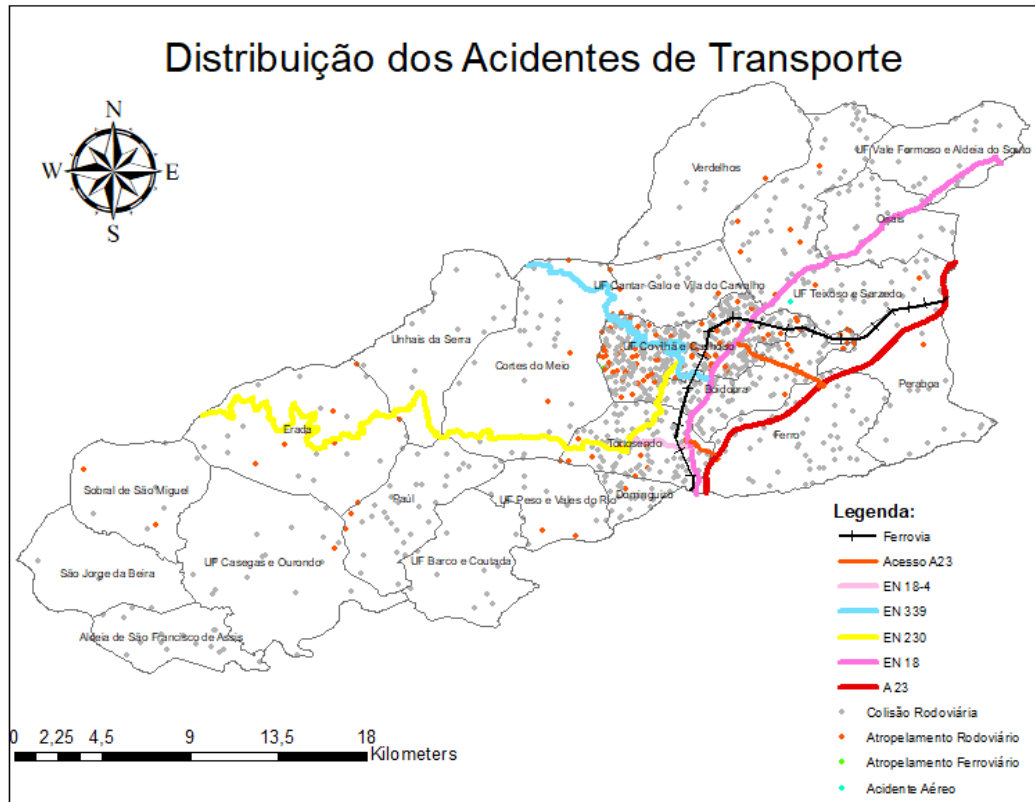 Distribuição dos Acidentes de Transporte
N
W E
S
UF Vale Formoso e Aldeia do Souto
Verdelhos
Orjais
UF Cantar-Galo e Vila do Carvalho
UF Teixoso e Sarzedo
Unhais da Serra
UF Covilhã e Canhoso
Cortes do Meio
Boidobra
Peraboa
Erada
Tortosendo
Ferro
Sobral de São Miguel
Paúl
UF Peso e Vales do Rio
Dominguizo
UF Casegas e Ourondo
UF Barco e Coutada
São Jorge da Beira
Aldeia de São Francisco de Assis
Legenda:
Ferrovia
Acesso A23
EN 18-4
EN 339
EN 230
EN 18
A 23
Colisão Rodoviária
Atropelamento Rodoviário
Atropelamento Ferroviário
Acidente Aéreo
0 2,25 4,5 9 13,5 18
Kilometers